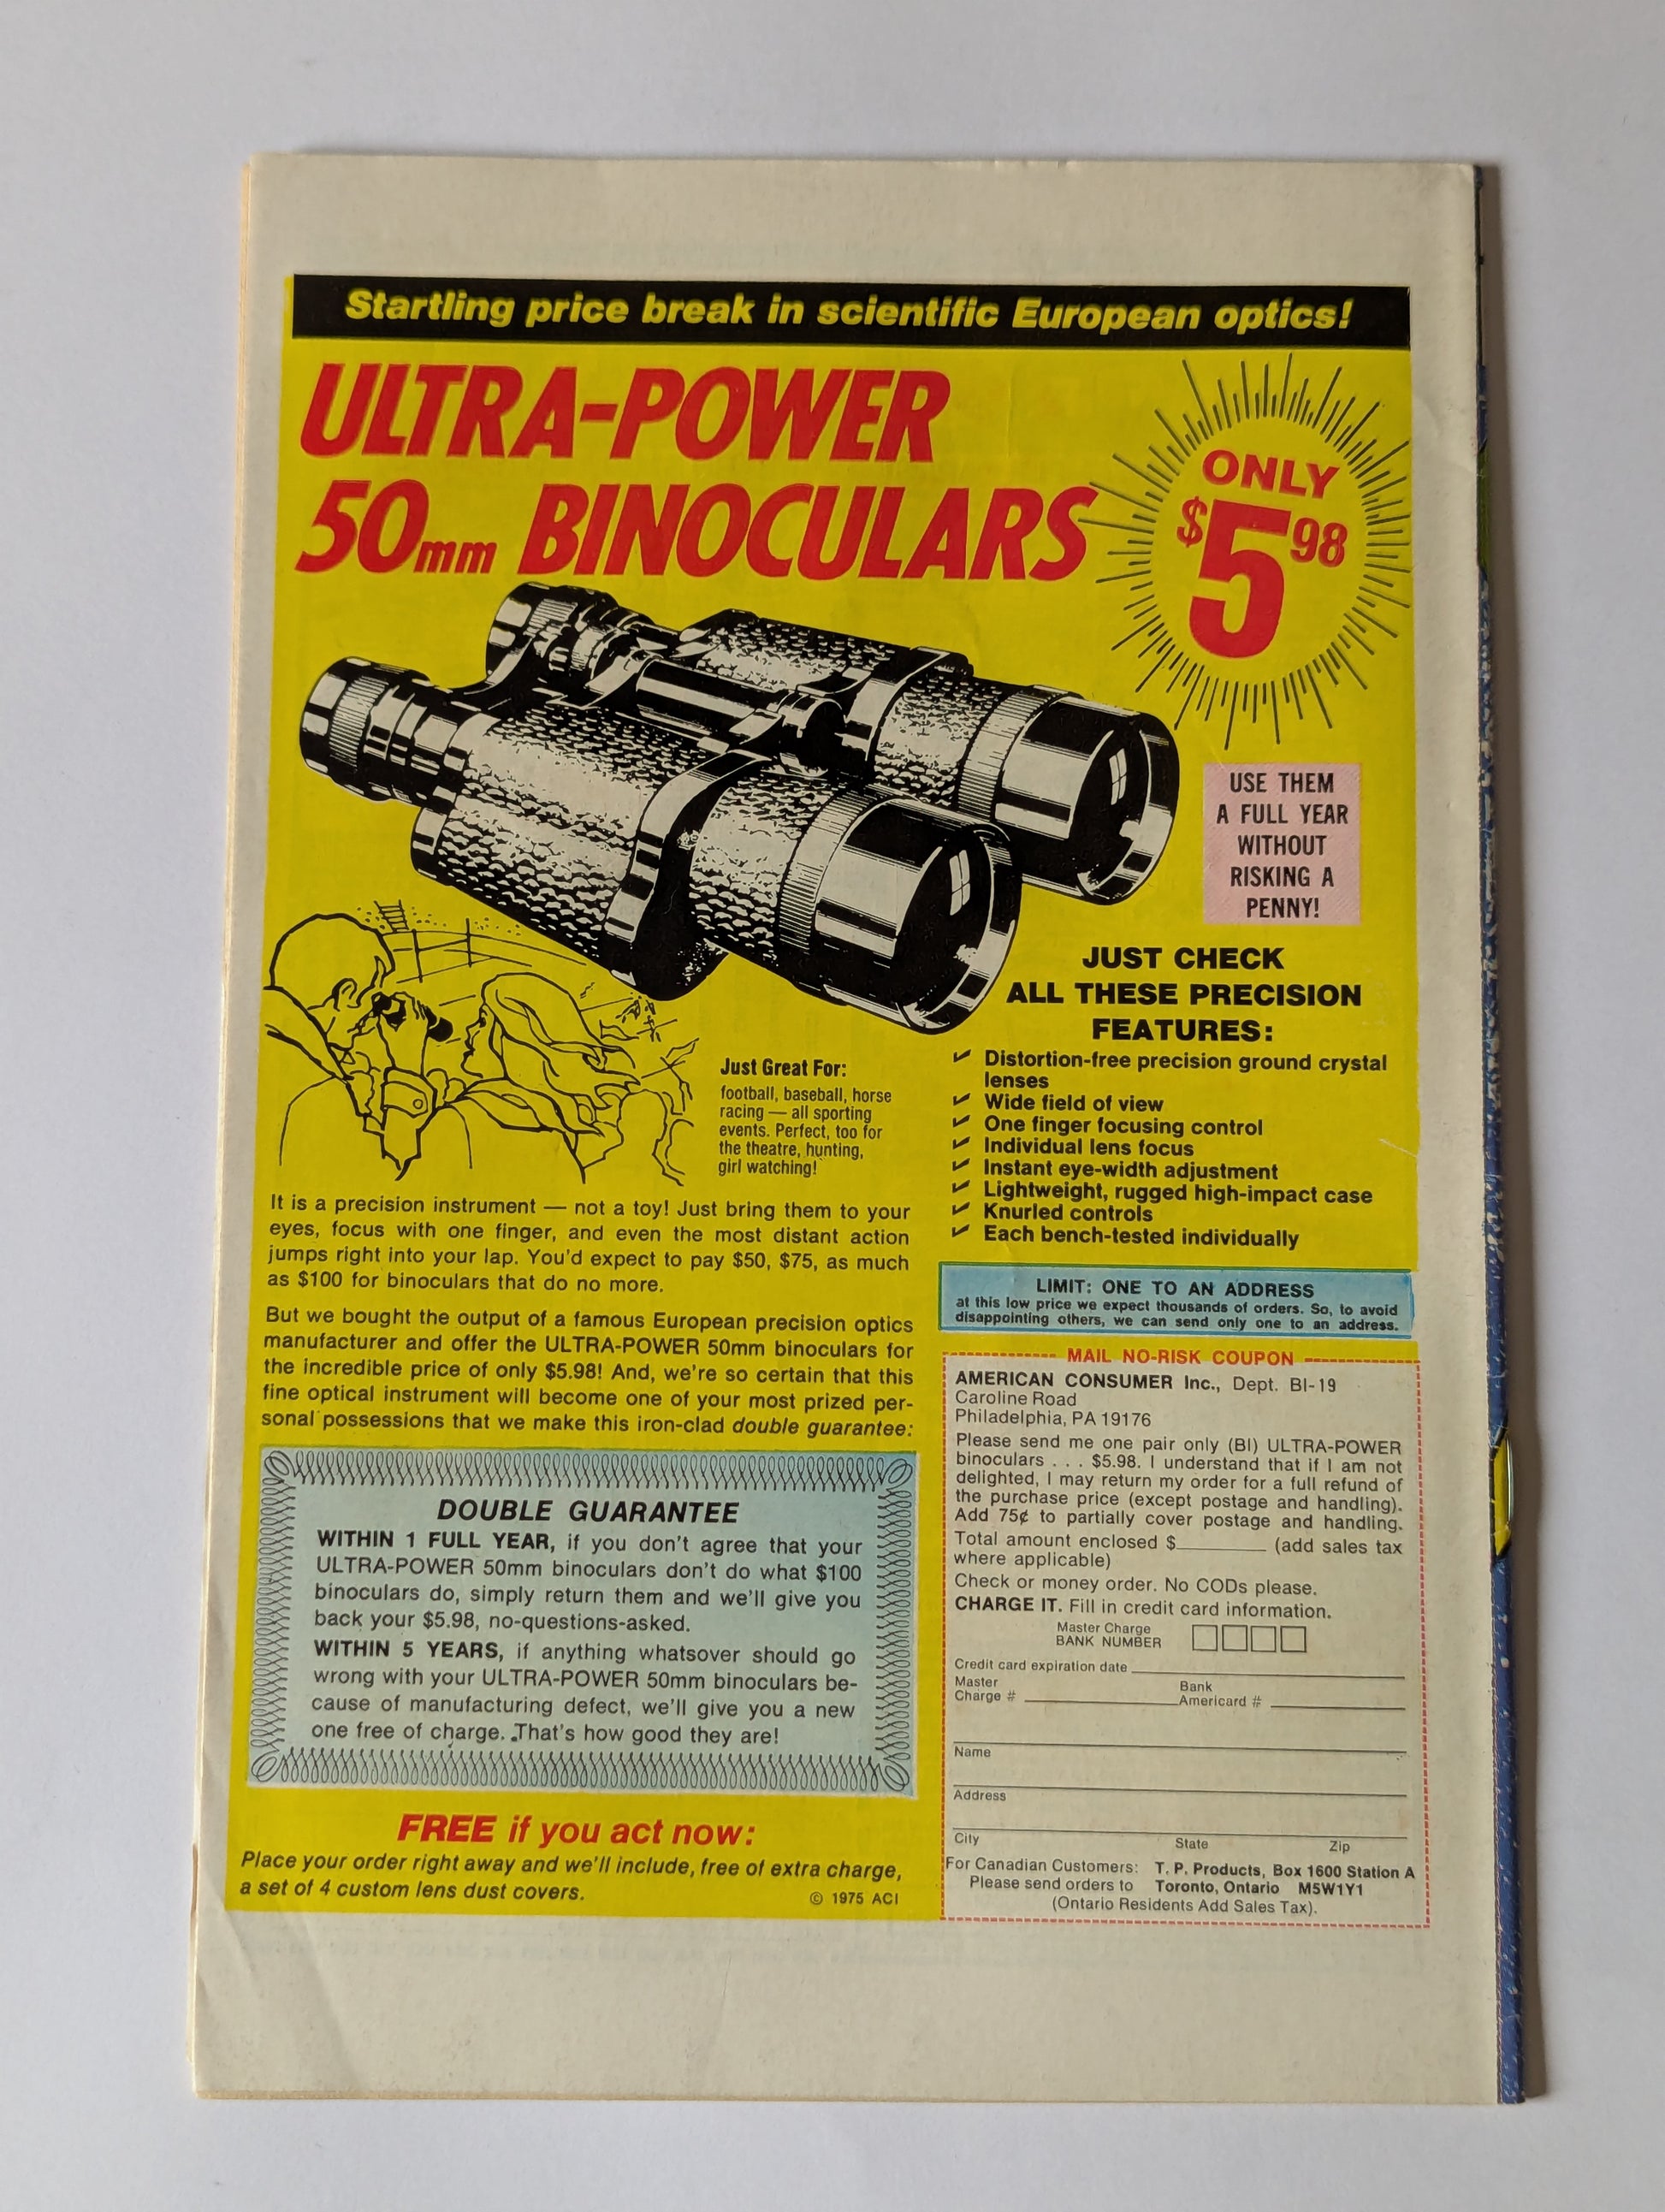 Startling price break in scientific European optics!
ULTRA-POWER
50mm BINOCULARS
ONLY
$5 98
USE THEM
A FULL YEAR
WITHOUT
RISKING A
PENNY!
JUST CHECK
ALL THESE PRECISION
FEATURES:
✔ Distortion-free precision ground crystal
lenses
✔ Wide field of view
✔ One finger focusing control
✔ Individual lens focus
✔ Instant eye-width adjustment
✔ Lightweight, rugged high-impact case
✔ Knurled controls
✔ Each bench-tested individually
Just Great For:
football, baseball, horse
racing — all sporting
events. Perfect, too for
the theatre, hunting,
girl watching!
It is a precision instrument — not a toy! Just bring them to your
eyes, focus with one finger, and even the most distant action
jumps right into your lap. You'd expect to pay $50, $75, as much
as $100 for binoculars that do no more.
But we bought the output of a famous European precision optics
manufacturer and offer the ULTRA-POWER 50mm binoculars for
the incredible price of only $5.98! And, we're so certain that this
fine optical instrument will become one of your most prized per-
sonal possessions that we make this iron-clad double guarantee:
DOUBLE GUARANTEE
WITHIN 1 FULL YEAR, if you don't agree that your
ULTRA-POWER 50mm binoculars don't do what $100
binoculars do, simply return them and we'll give you
back your $5.98, no-questions-asked.
WITHIN 5 YEARS, if anything whatsover should go
wrong with your ULTRA-POWER 50mm binoculars be-
cause of manufacturing defect, we'll give you a new
one free of charge. That's how good they are!
FREE if you act now:
Place your order right away and we'll include, free of extra charge,
a set of 4 custom lens dust covers.
© 1975 ACI
LIMIT: ONE TO AN ADDRESS
at this low price we expect thousands of orders. So, to avoid
disappointing others, we can send only one to an address.
MAIL NO-RISK COUPON
AMERICAN CONSUMER Inc., Dept. BI-19
Caroline Road
Philadelphia, PA 19176
Please send me one pair only (BI) ULTRA-POWER
binoculars . . . $5.98. I understand that if I am not
delighted, I may return my order for a full refund of
the purchase price (except postage and handling).
Add 75¢ to partially cover postage and handling.
Total amount enclosed $________ (add sales tax
where applicable)
Check or money order. No CODs please.
CHARGE IT. Fill in credit card information.
Master Charge
BANK NUMBER
Credit card expiration date
Master Bank
Charge # Americard #
Name
Address
City State Zip
For Canadian Customers: T. P. Products, Box 1600 Station A
Please send orders to Toronto, Ontario M5W1Y1
(Ontario Residents Add Sales Tax).